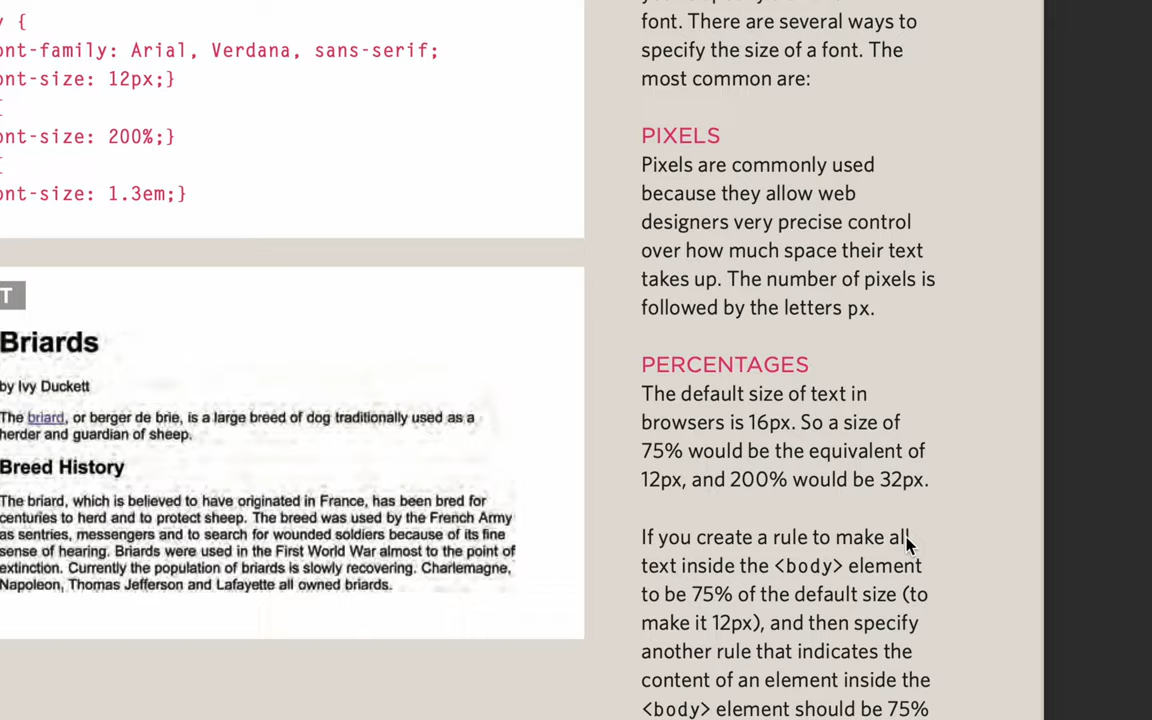 {
ont-family: Arial, Verdana, sans-serif;
ont-size: 12px;}
ont-size: 200%;}
ont-size: 1.3em;}
T
Briards
by Ivy Duckett
The briard, or berger de brie, is a large breed of dog traditionally used as a
herder and guardian of sheep.
Breed History
The briard, which is believed to have originated in France, has been bred for
centuries to herd and to protect sheep. The breed was used by the French Army
as sentries, messengers and to search for wounded soldiers because of its fine
sense of hearing. Briards were used in the First World War almost to the point of
extinction. Currently the population of briards is slowly recovering. Charlemagne,
Napoleon, Thomas Jefferson and Lafayette all owned briards.
font. There are several ways to
specify the size of a font. The
most common are:
PIXELS
Pixels are commonly used
because they allow web
designers very precise control
over how much space their text
takes up. The number of pixels is
followed by the letters px.
PERCENTAGES
The default size of text in
browsers is 16px. So a size of
75% would be the equivalent of
12px, and 200% would be 32px.
If you create a rule to make all
text inside the <body> element
to be 75% of the default size (to
make it 12px), and then specify
another rule that indicates the
content of an element inside the
<body> element should be 75%